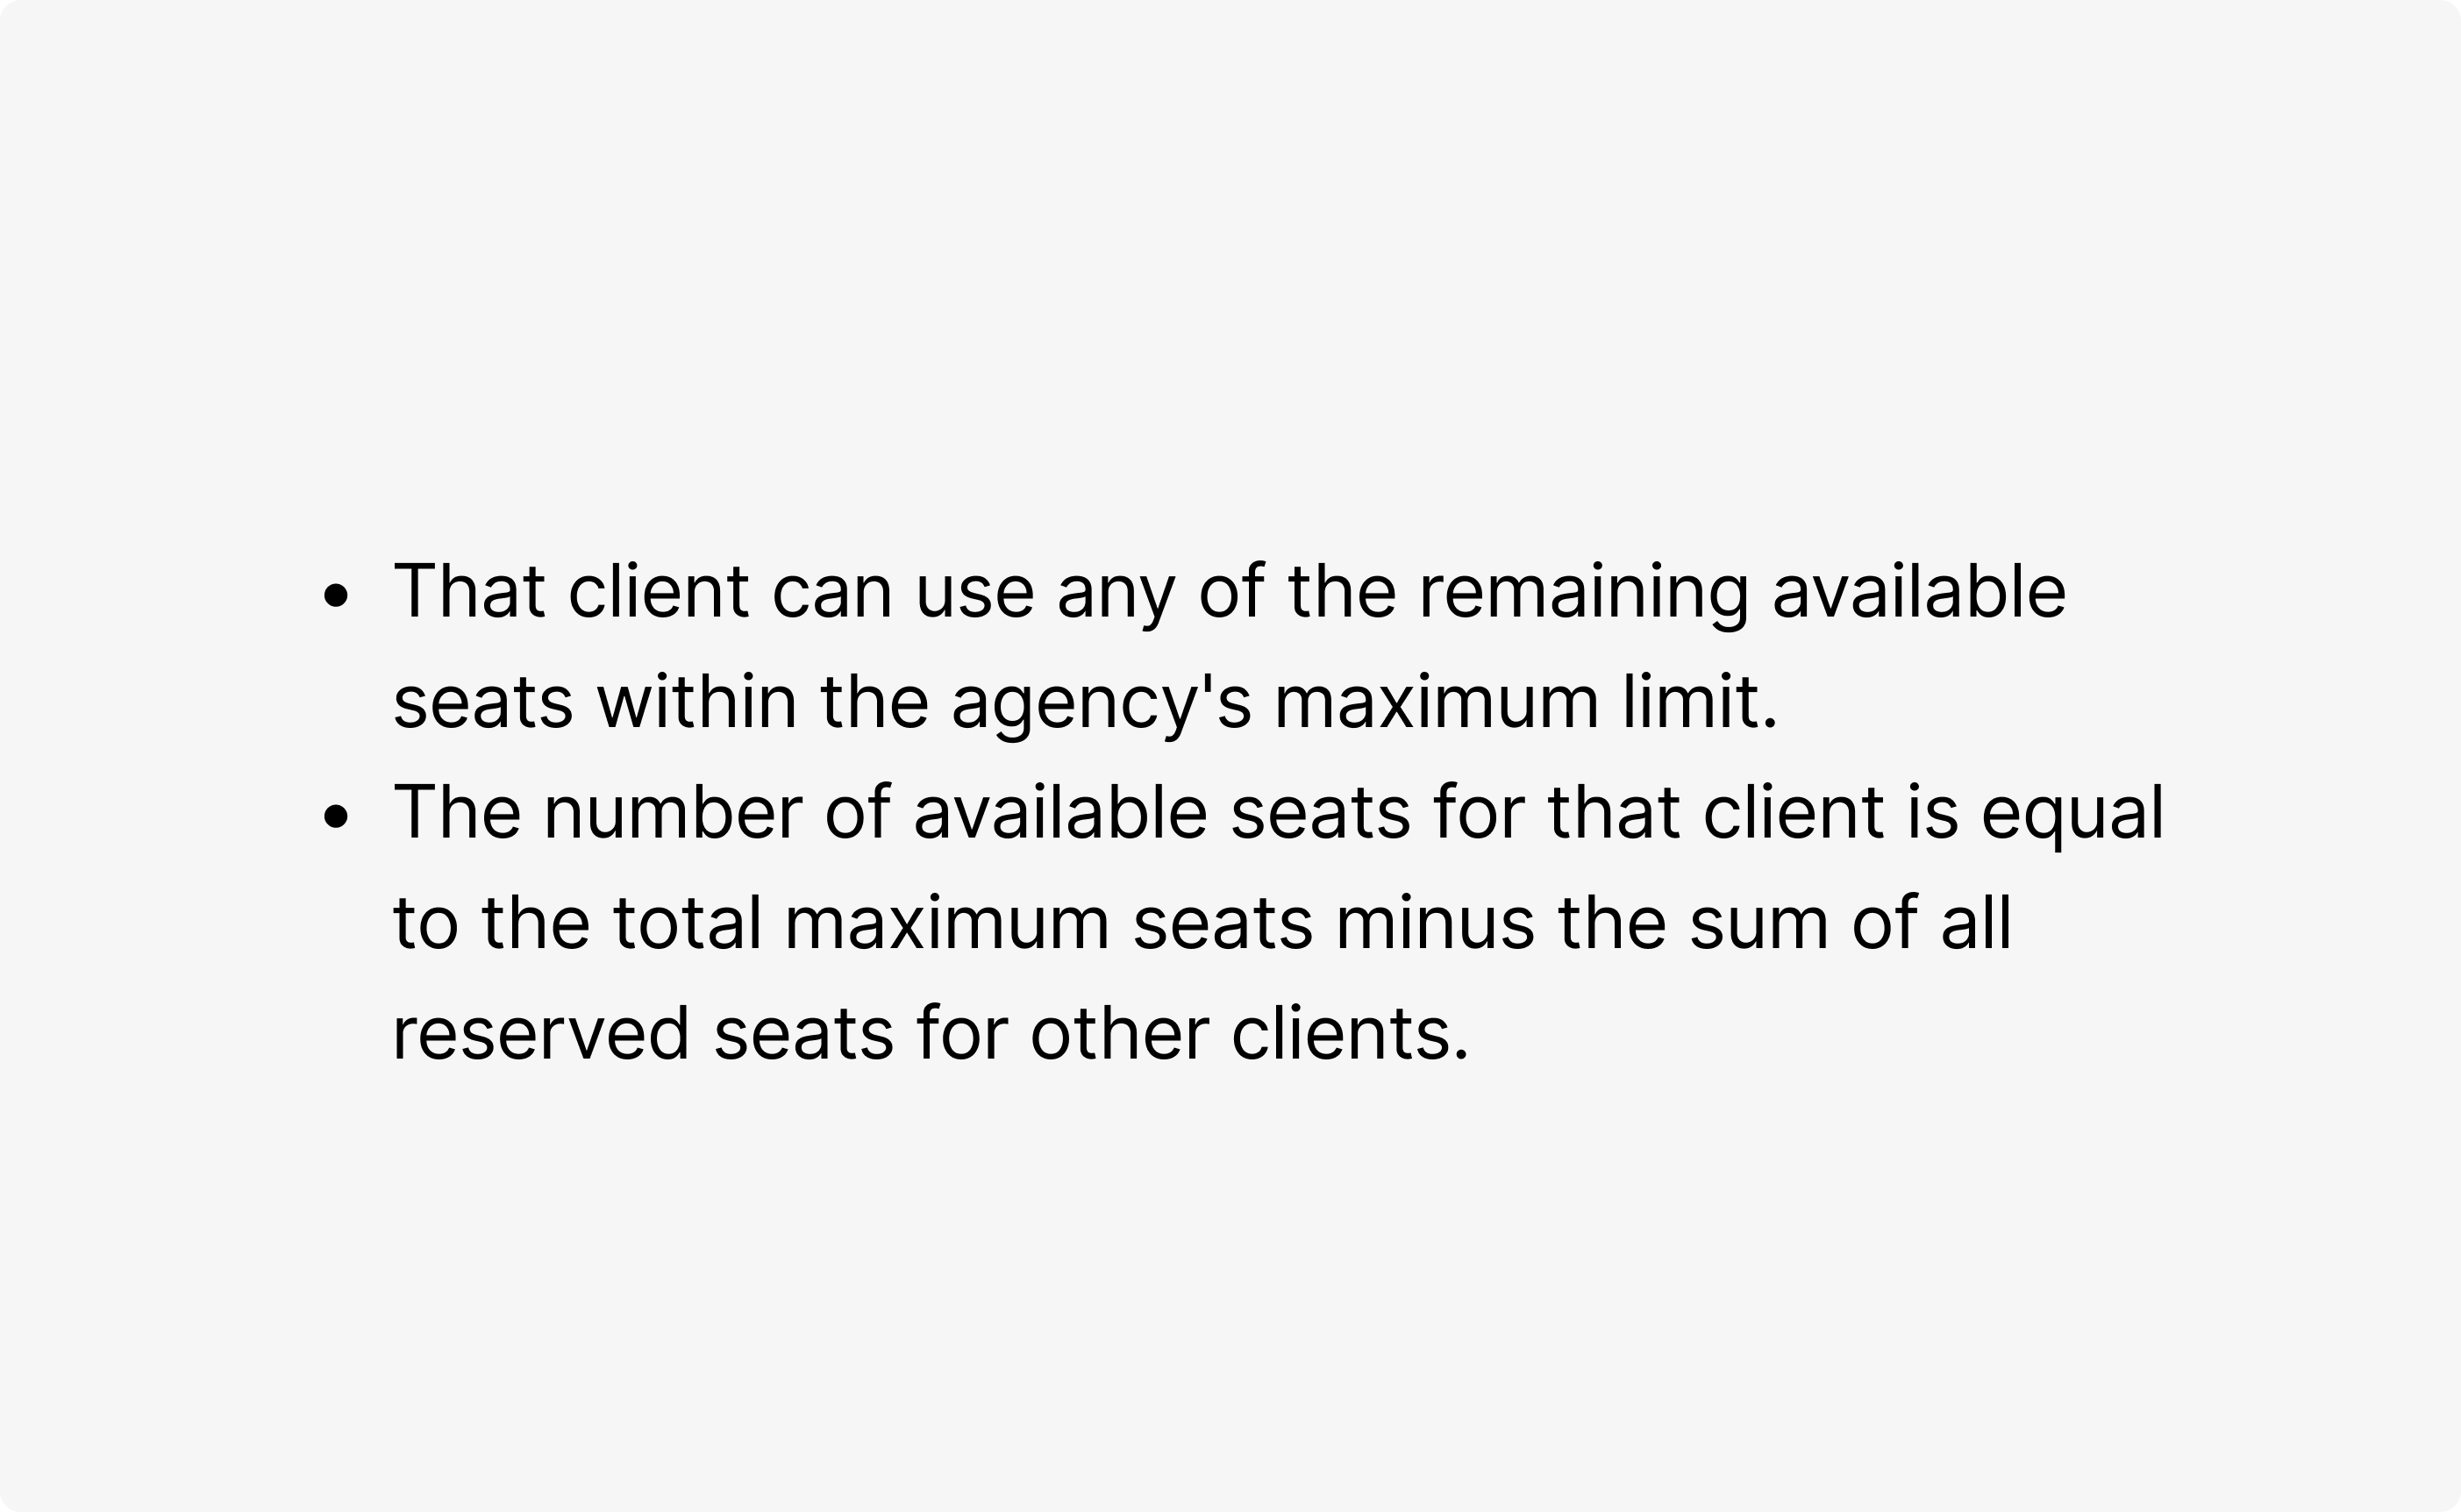 • That client can use any of the remaining available
seats within the agency's maximum limit.
• The number of available seats for that client is equal
to the total maximum seats minus the sum of all
reserved seats for other clients.